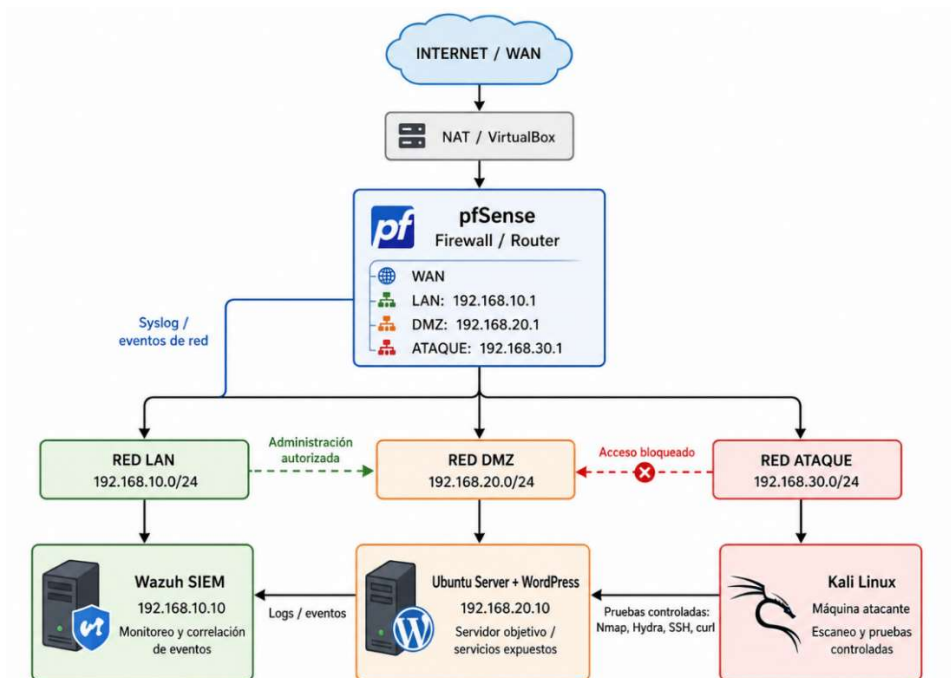 INTERNET / WAN
NAT / VirtualBox
pf
pfSense
Firewall / Router
WAN
LAN: 192.168.10.1
DMZ: 192.168.20.1
ATAQUE: 192.168.30.1
Syslog /
eventos de red
RED LAN
192.168.10.0/24
Administración
autorizada
RED DMZ
192.168.20.0/24
Acceso bloqueado
RED ATAQUE
192.168.30.0/24
Wazuh SIEM
192.168.10.10
Monitoreo y correlación
de eventos
Logs / eventos
Ubuntu Server + WordPress
192.168.20.10
Servidor objetivo /
servicios expuestos
Pruebas controladas:
Nmap, Hydra, SSH, curl
Kali Linux
Máquina atacante
Escaneo y pruebas
controladas